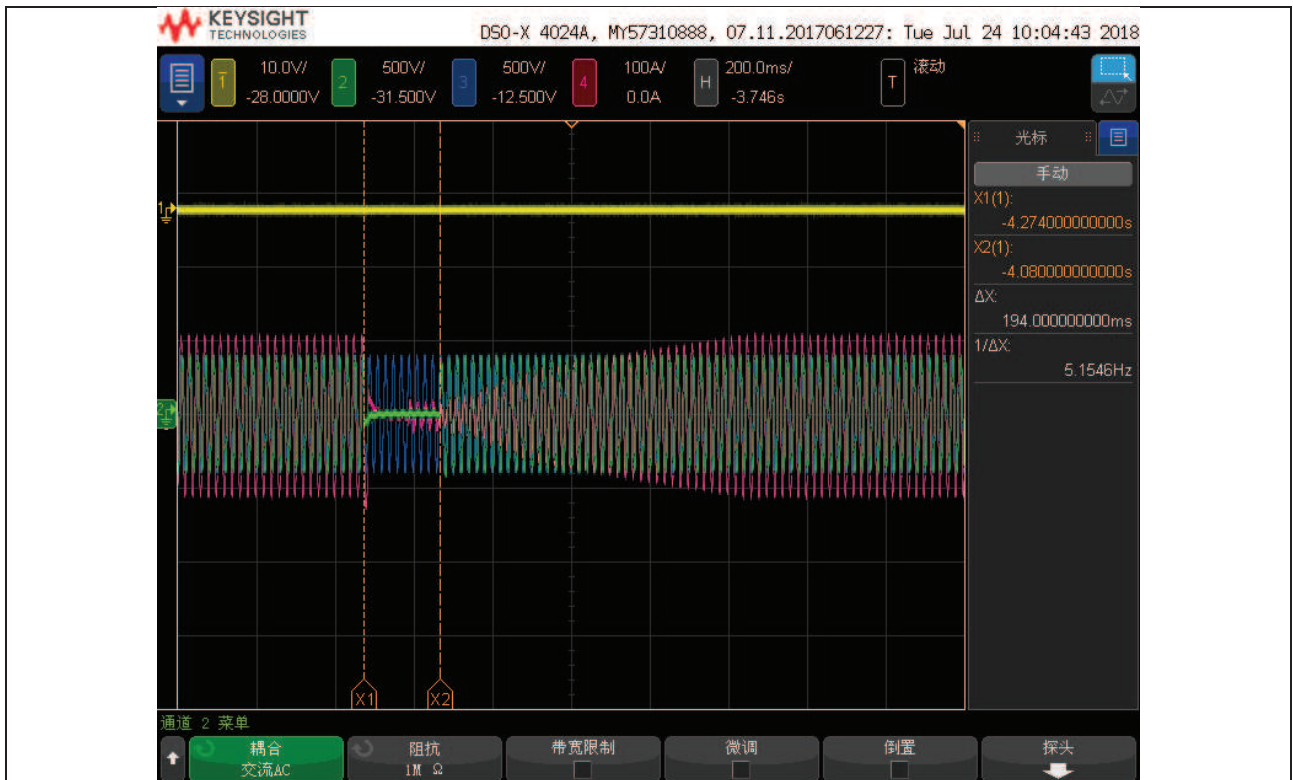 KEYSIGHT
TECHNOLOGIES
DSO-X 4024A, MY57310888, 07.11.2017061227: Tue Jul 24 10:04:43 2018
1 10.0V/ 2 500V/ 3 500V/ 4 100A/ H 200.0ms/ T 滚动
-28.0000V -31.500V -12.500V 0.0A -3.746s
光标
手动
X1(1):
-4.274000000000s
X2(1):
-4.080000000000s
ΔX:
194.000000000ms
1/ΔX:
5.1546Hz
1
2
X1 X2
通道 2 菜单
耦合 阻抗 带宽限制 微调 倒置 探头
交流AC 1M Ω